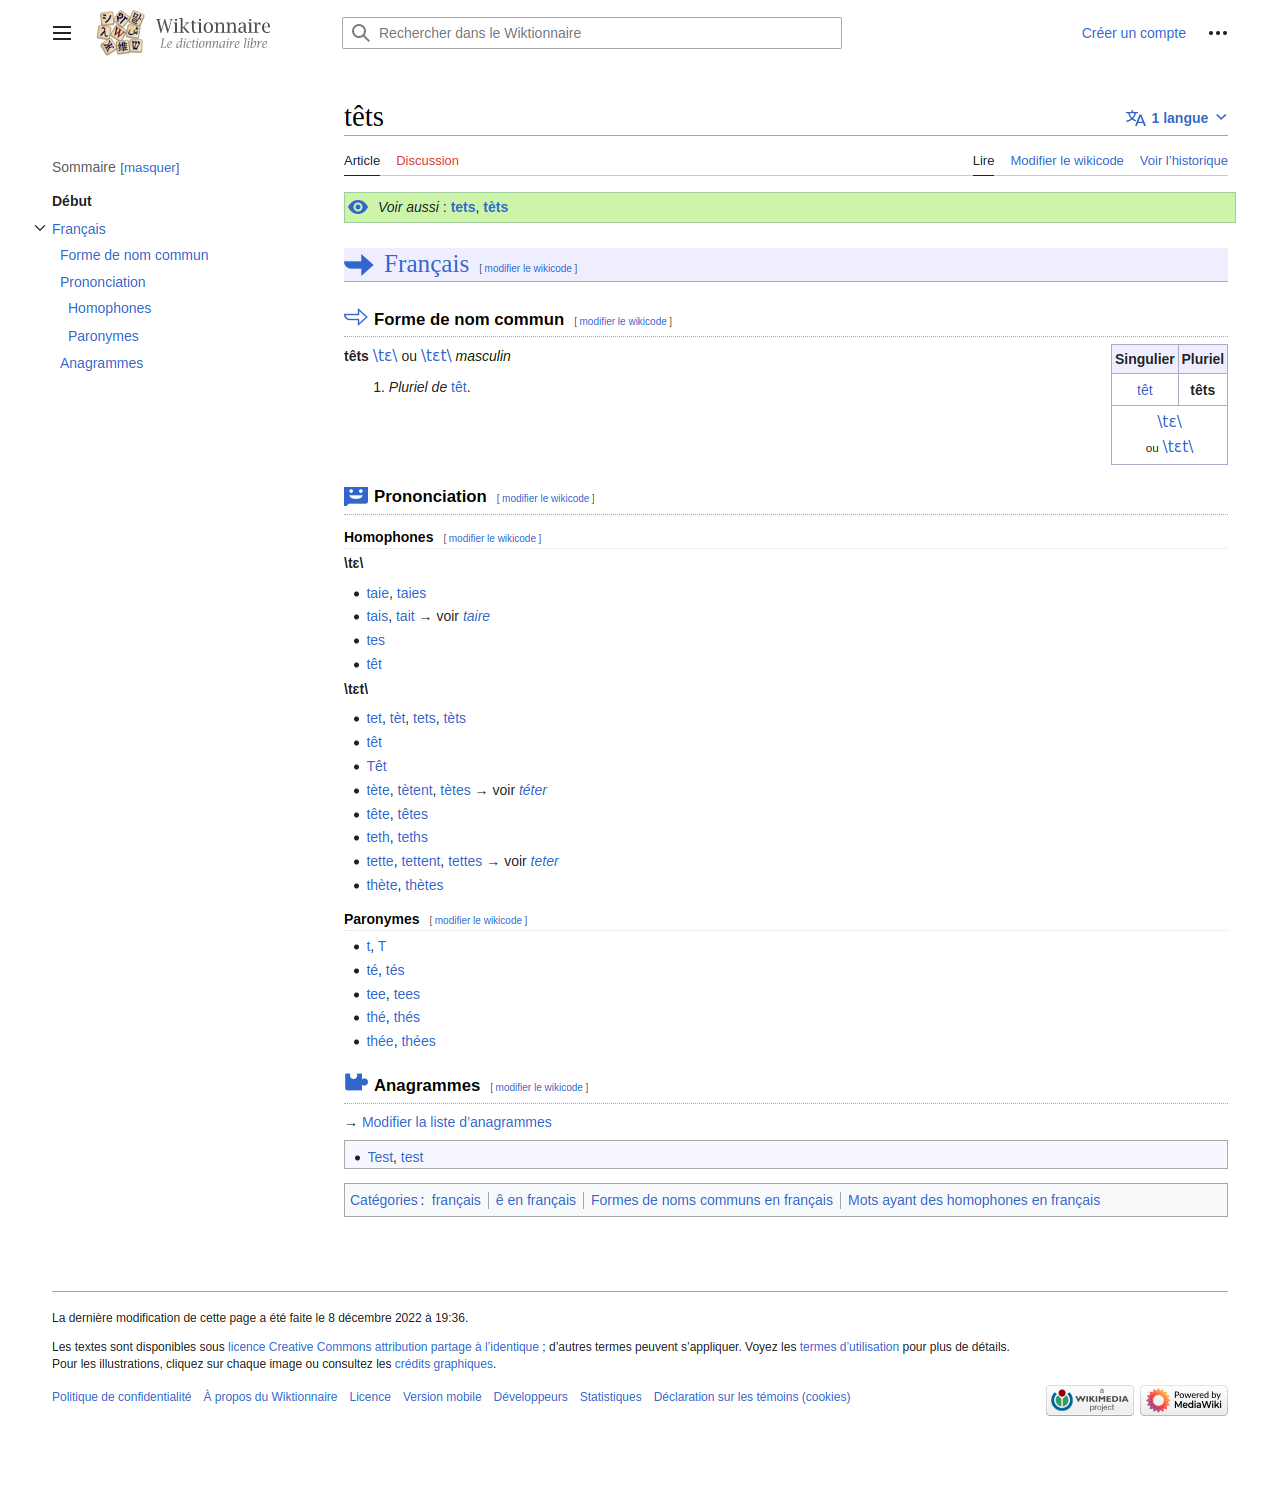 Wiktionnaire
Le dictionnaire libre
Rechercher dans le Wiktionnaire
Créer un compte
têts
1 langue
Sommaire [masquer]
Début
Français
Forme de nom commun
Prononciation
Homophones
Paronymes
Anagrammes
Article Discussion
Lire Modifier le wikicode Voir l’historique
Voir aussi : tets, tèts
Français [ modifier le wikicode ]
Forme de nom commun [ modifier le wikicode ]
têts \tɛ\ ou \tɛt\ masculin
1. Pluriel de têt.
Singulier Pluriel
têt têts
\tɛ\
ou \tɛt\
Prononciation [ modifier le wikicode ]
Homophones [ modifier le wikicode ]
\tɛ\
• taie, taies
• tais, tait → voir taire
• tes
• têt
\tɛt\
• tet, tèt, tets, tèts
• têt
• Têt
• tète, tètent, tètes → voir téter
• tête, têtes
• teth, teths
• tette, tettent, tettes → voir teter
• thète, thètes
Paronymes [ modifier le wikicode ]
• t, T
• té, tés
• tee, tees
• thé, thés
• thée, thées
Anagrammes [ modifier le wikicode ]
→ Modifier la liste d’anagrammes
• Test, test
Catégories : français | ê en français | Formes de noms communs en français | Mots ayant des homophones en français
La dernière modification de cette page a été faite le 8 décembre 2022 à 19:36.
Les textes sont disponibles sous licence Creative Commons attribution partage à l’identique ; d’autres termes peuvent s’appliquer. Voyez les termes d’utilisation pour plus de détails.
Pour les illustrations, cliquez sur chaque image ou consultez les crédits graphiques.
Politique de confidentialité À propos du Wiktionnaire Licence Version mobile Développeurs Statistiques Déclaration sur les témoins (cookies)
a
WIKIMEDIA
project
Powered by
MediaWiki